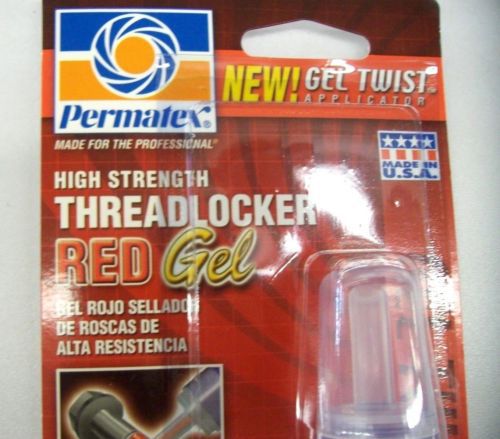 NEW! GEL TWIST
APPLICATOR
Permatex®
MADE FOR THE PROFESSIONAL®
MADE IN
U.S.A.
HIGH STRENGTH
THREADLOCKER
RED Gel
GEL ROJO SELLADOR
DE ROSCAS DE
ALTA RESISTENCIA